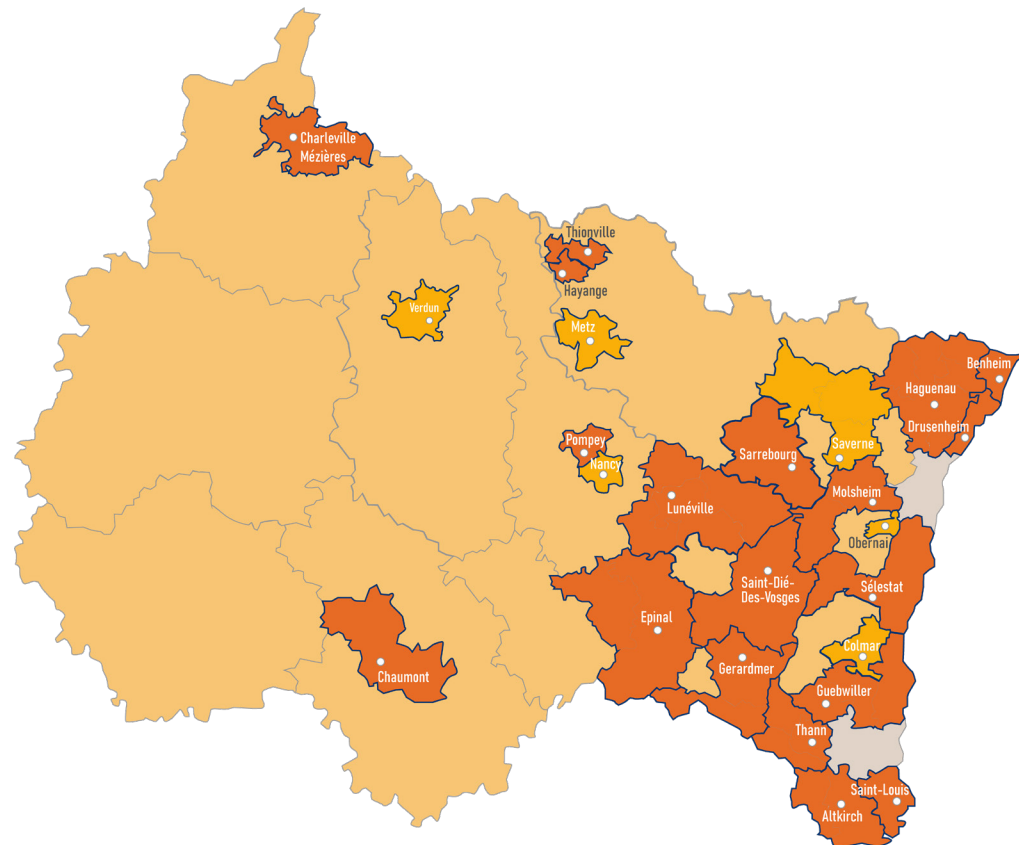 Charleville
Mézières
Thionville
Hayange
Verdun
Metz
Benheim
Haguenau
Drusenheim
Pompey
Nancy
Sarrebourg
Saverne
Lunéville
Molsheim
Obernai
Saint-Dié-
Des-Vosges
Sélestat
Epinal
Colmar
Gerardmer
Chaumont
Guebwiller
Thann
Saint-Louis
Altkirch